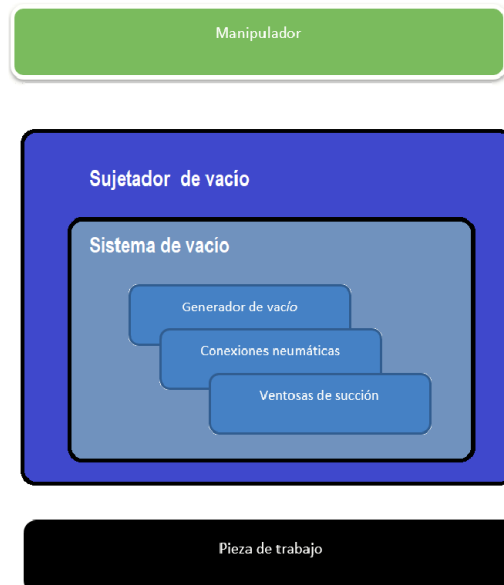 Manipulador
Sujetador de vacio
Sistema de vacio
Generador de vacío
Conexiones neumáticas
Ventosas de succión
Pieza de trabajo